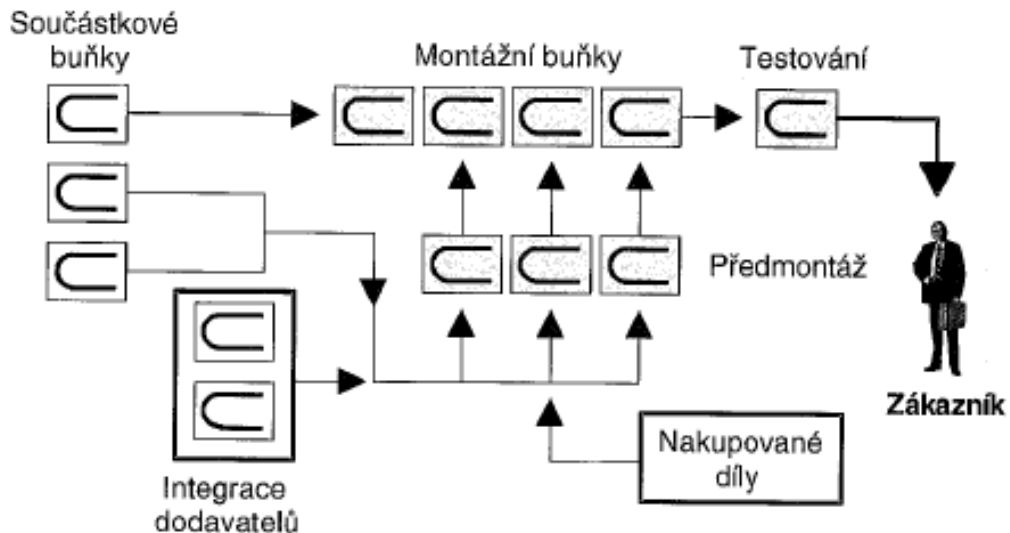 Součástkové
buňky
Montážní buňky
Testování
Předmontáž
Zákazník
Nakupované
díly
Integrace
dodavatelů